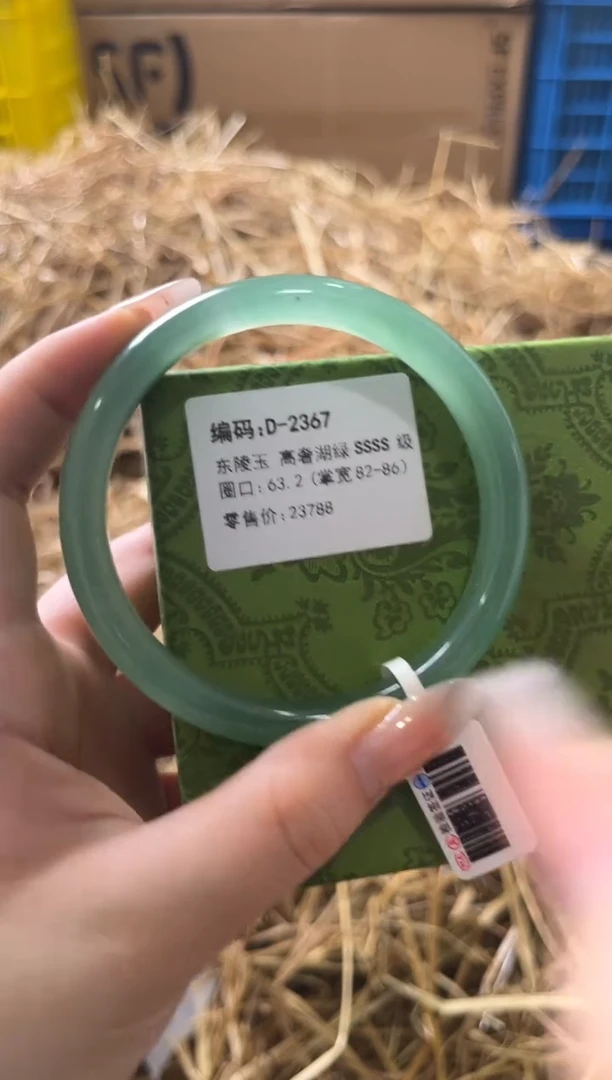 SF)
编码:D-2367
东陵玉 高奢湖绿 SSSS 级
圈口:63.2(掌宽82-86)
零售价:23788